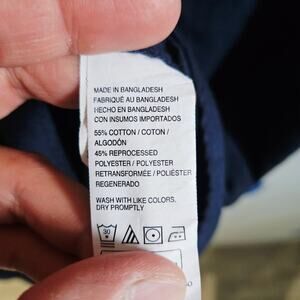 MADE IN BANGLADESH
FABRIQUÉ AU BANGLADESH
HECHO EN BANGLADESH
CON INSUMOS IMPORTADOS
55% COTTON / COTON /
ALGODÓN
45% REPROCESSED
POLYESTER / POLYESTER
RETRANSFORMÉE / POLIÉSTER
REGENERADO
WASH WITH LIKE COLORS.
DRY PROMPTLY
30